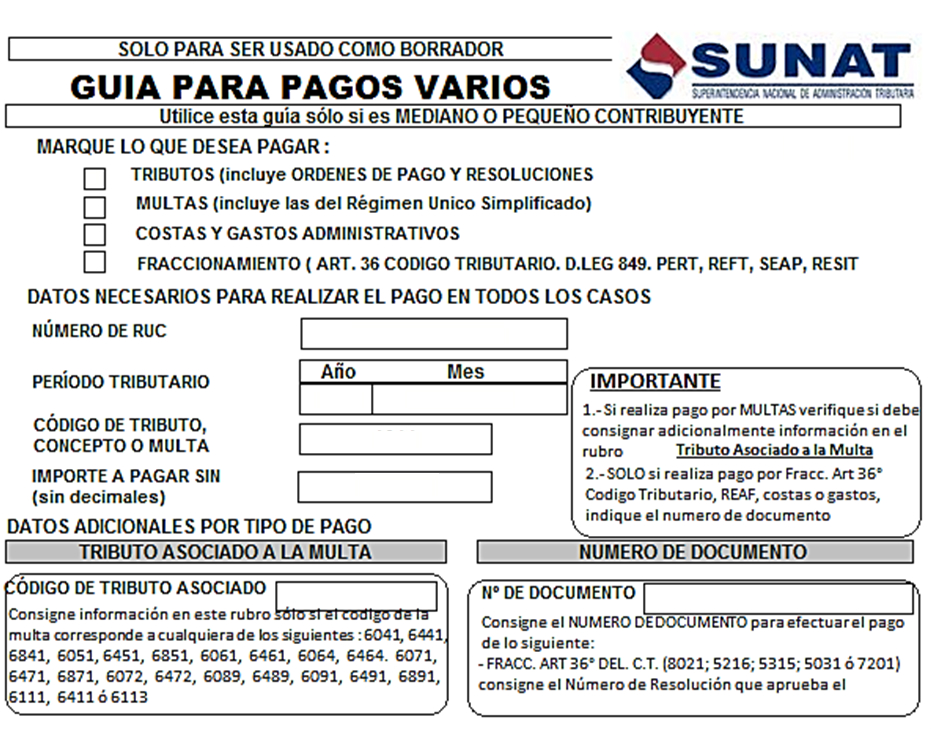 SOLO PARA SER USADO COMO BORRADOR
SUNAT
SUPERINTENDENCIA NACIONAL DE ADMINISTRACIÓN TRIBUTARIA
GUIA PARA PAGOS VARIOS
Utilice esta guía sólo si es MEDIANO O PEQUEÑO CONTRIBUYENTE
MARQUE LO QUE DESEA PAGAR :
TRIBUTOS (incluye ORDENES DE PAGO Y RESOLUCIONES
MULTAS (incluye las del Régimen Unico Simplificado)
COSTAS Y GASTOS ADMINISTRATIVOS
FRACCIONAMIENTO ( ART. 36 CODIGO TRIBUTARIO. D.LEG 849. PERT, REFT, SEAP, RESIT
DATOS NECESARIOS PARA REALIZAR EL PAGO EN TODOS LOS CASOS
NÚMERO DE RUC
PERÍODO TRIBUTARIO
Año Mes
CÓDIGO DE TRIBUTO,
CONCEPTO O MULTA
IMPORTE A PAGAR SIN
(sin decimales)
IMPORTANTE
1.- Si realiza pago por MULTAS verifique si debe
consignar adicionalmente información en el
rubro Tributo Asociado a la Multa
2.- SOLO si realiza pago por Fracc. Art 36°
Codigo Tributario, REAF, costas o gastos,
indique el numero de documento
DATOS ADICIONALES POR TIPO DE PAGO
TRIBUTO ASOCIADO A LA MULTA
CÓDIGO DE TRIBUTO ASOCIADO
Consigne información en este rubro sólo si el codigo de la
multa corresponde a cualquiera de los siguientes : 6041, 6441,
6841, 6051, 6451, 6851, 6061, 6461, 6064, 6464. 6071,
6471, 6871, 6072, 6472, 6089, 6489, 6091, 6491, 6891,
6111, 6411 ó 6113
NUMERO DE DOCUMENTO
Nº DE DOCUMENTO
Consigne el NUMERO DE DOCUMENTO para efectuar el pago
de lo siguiente:
- FRACC. ART 36° DEL. C.T. (8021; 5216; 5315; 5031 ó 7201)
consigne el Número de Resolución que aprueba el